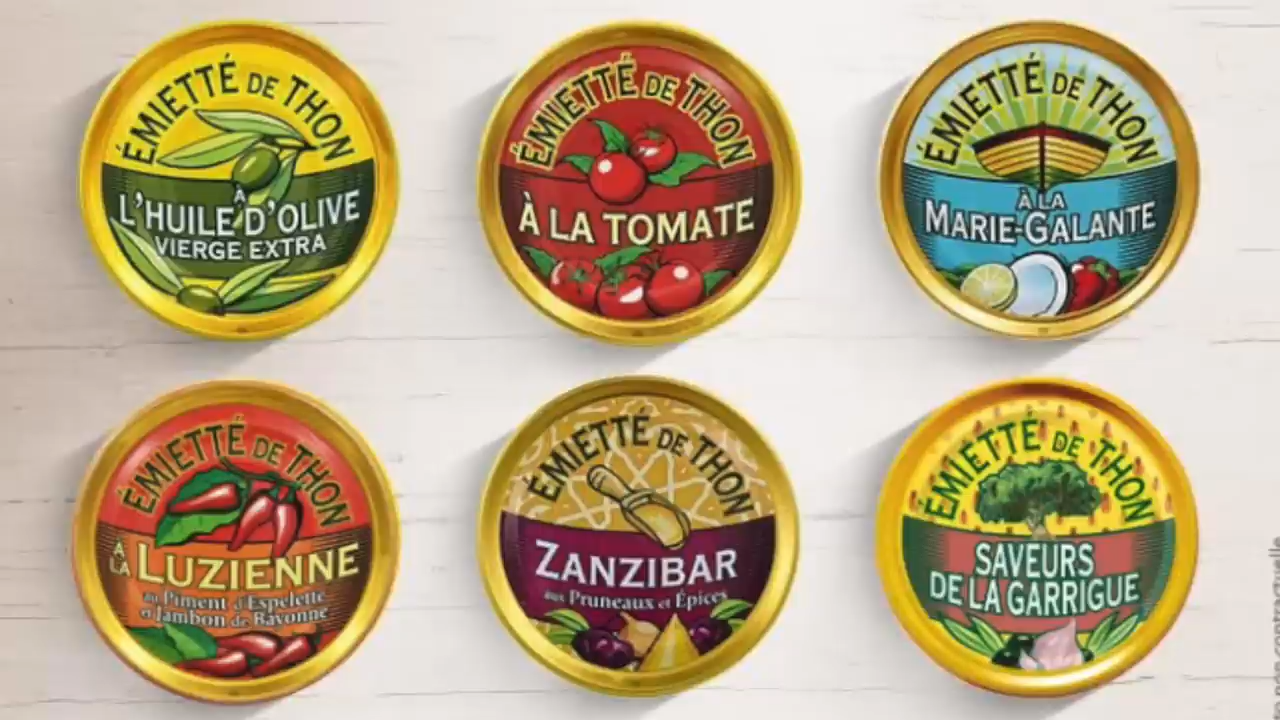 ÉMIETTÉ DE THON
À
L'HUILE D'OLIVE
VIERGE EXTRA
ÉMIETTÉ DE THON
À LA TOMATE
ÉMIETTÉ DE THON
À LA
MARIE-GALANTE
ÉMIETTÉ DE THON
À LA LUZIENNE
au Piment d'Espelette
et Jambon de Bayonne
ÉMIETTÉ DE THON
ZANZIBAR
aux Pruneaux et Épices
ÉMIETTÉ DE THON
SAVEURS
DE LA GARRIGUE